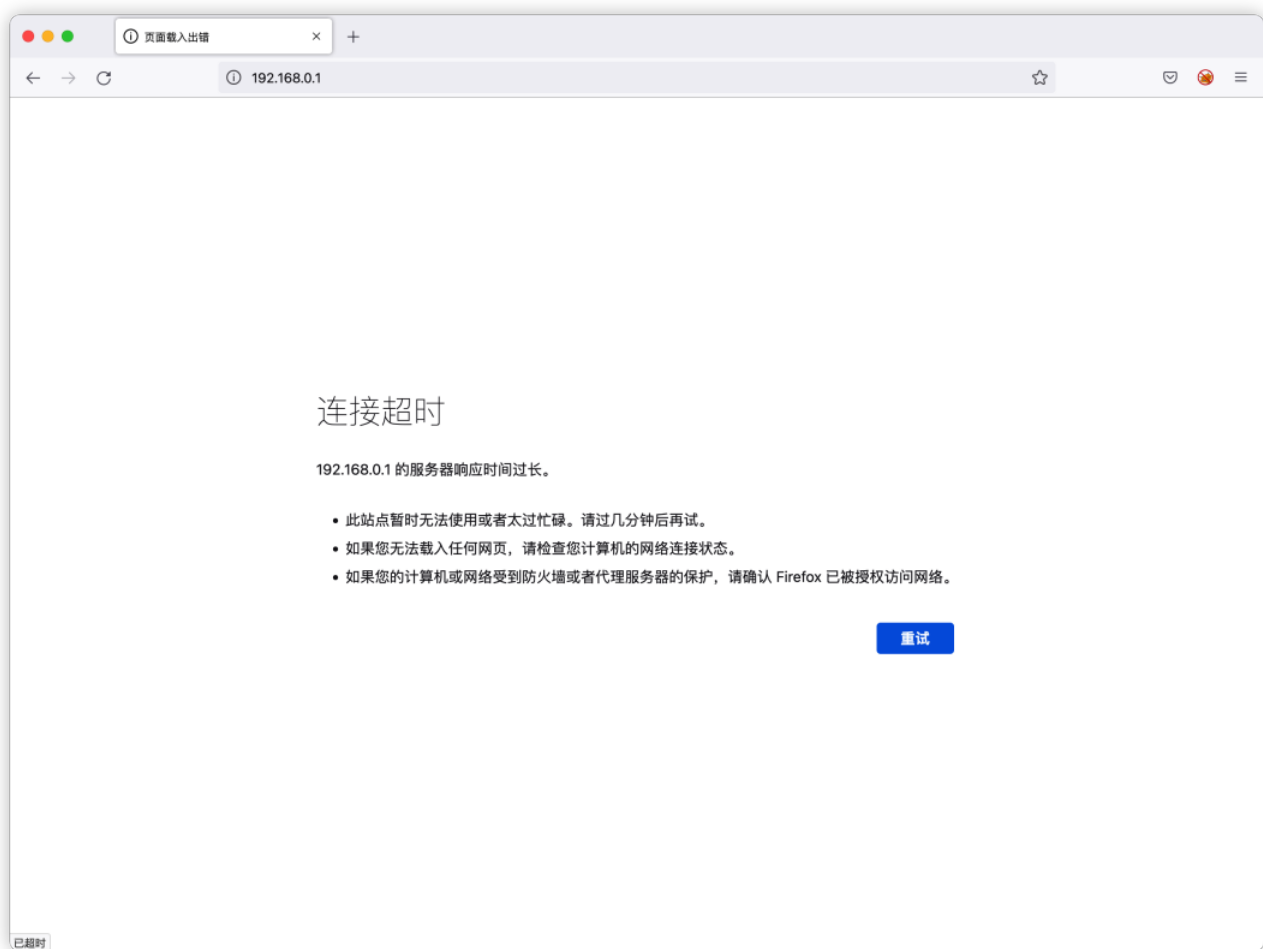 页面载入出错
192.168.0.1
连接超时
192.168.0.1 的服务器响应时间过长。
此站点暂时无法使用或者太过忙碌。请过几分钟后再试。
如果您无法载入任何网页，请检查您计算机的网络连接状态。
如果您的计算机或网络受到防火墙或者代理服务器的保护，请确认 Firefox 已被授权访问网络。
重试
已超时